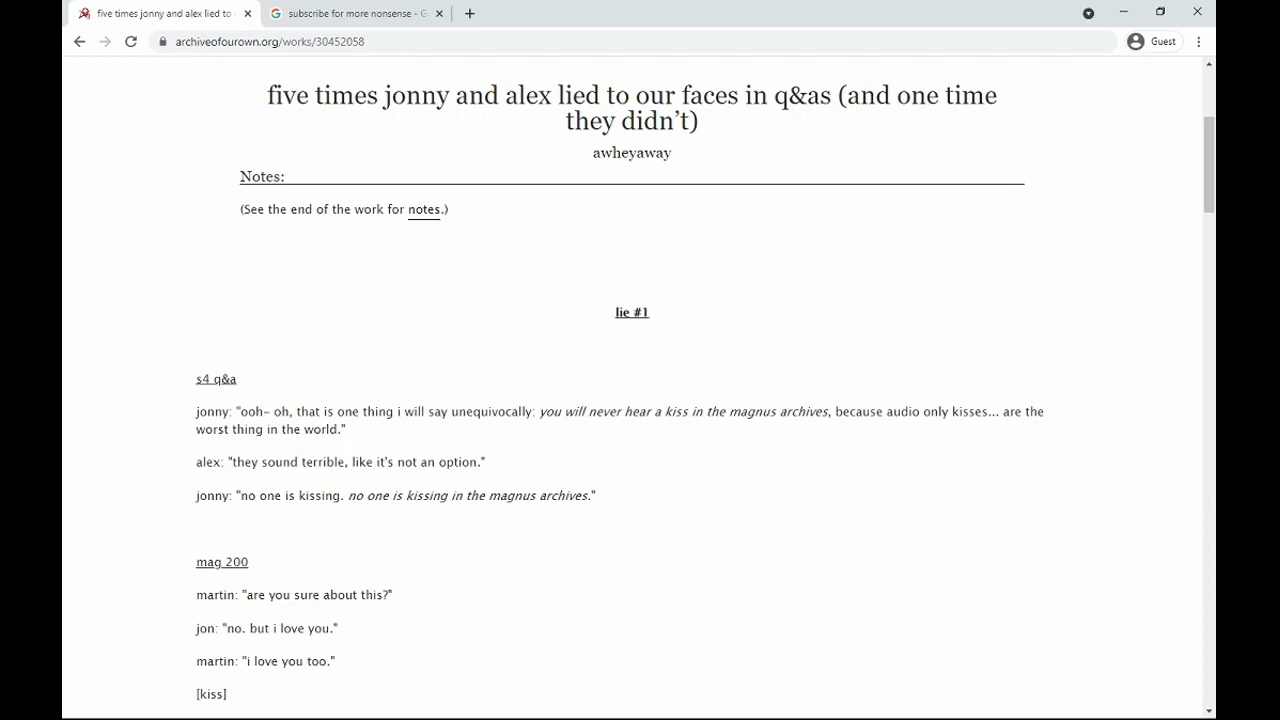 five times jonny and alex lied to
subscribe for more nonsense - G
archiveofourown.org/works/30452058
Guest
five times jonny and alex lied to our faces in q&as (and one time
they didn’t)
awheyaway
Notes:
(See the end of the work for notes.)
lie #1
s4 q&a
jonny: "ooh– oh, that is one thing i will say unequivocally: you will never hear a kiss in the magnus archives, because audio only kisses... are the
worst thing in the world."
alex: "they sound terrible, like it's not an option."
jonny: "no one is kissing. no one is kissing in the magnus archives."
mag 200
martin: "are you sure about this?"
jon: "no. but i love you."
martin: "i love you too."
[kiss]